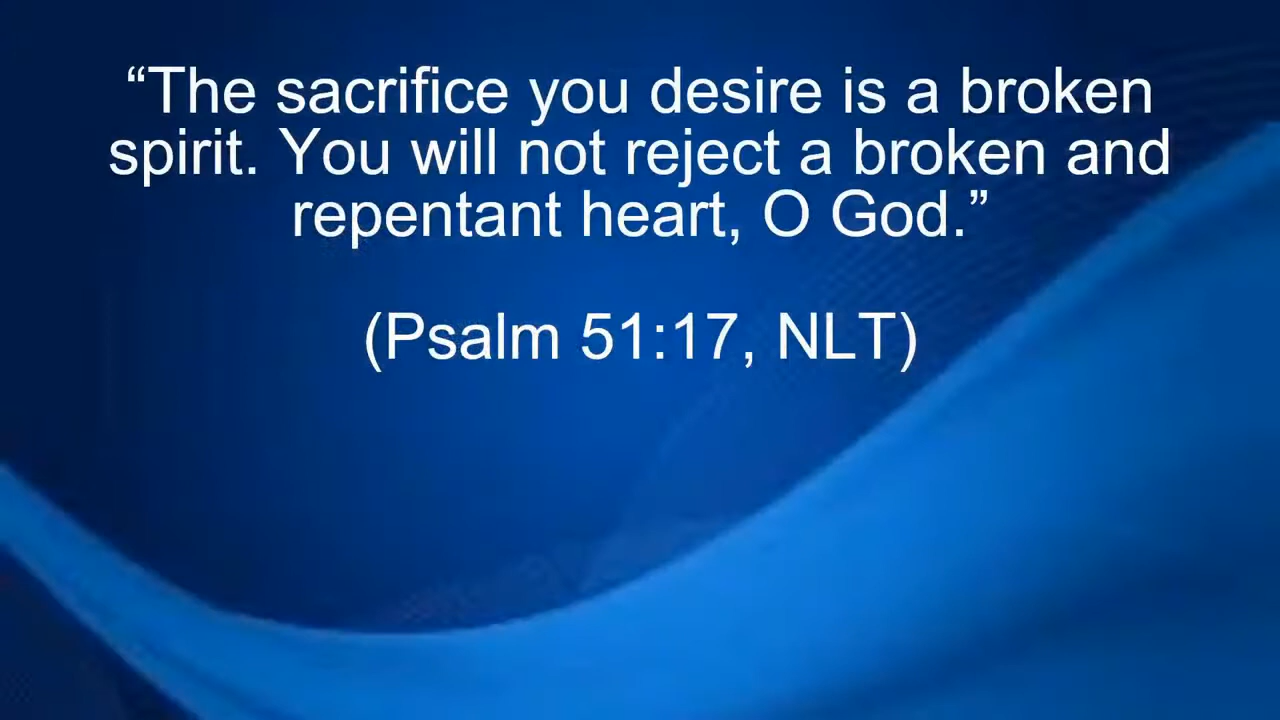 “The sacrifice you desire is a broken
spirit. You will not reject a broken and
repentant heart, O God.”
(Psalm 51:17, NLT)